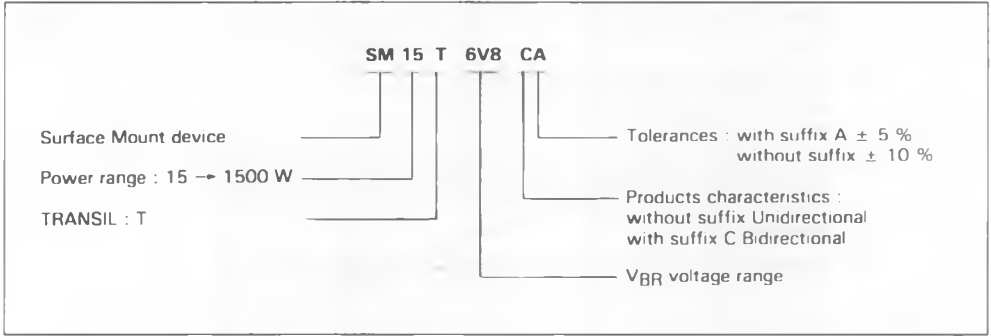 SM 15 T 6V8 CA
Surface Mount device
Power range : 15 → 1500 W
TRANSIL : T
Tolerances : with suffix A ± 5 %
without suffix ± 10 %
Products characteristics :
without suffix Unidirectional
with suffix C Bidirectional
VBR voltage range